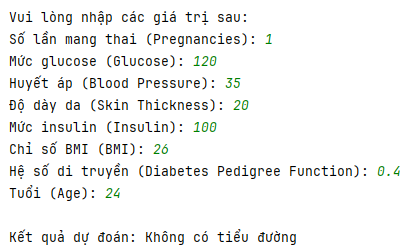 Vui lòng nhập các giá trị sau:
Số lần mang thai (Pregnancies): 1
Mức glucose (Glucose): 120
Huyết áp (Blood Pressure): 35
Độ dày da (Skin Thickness): 20
Mức insulin (Insulin): 100
Chỉ số BMI (BMI): 26
Hệ số di truyền (Diabetes Pedigree Function): 0.4
Tuổi (Age): 24
Kết quả dự đoán: Không có tiểu đường